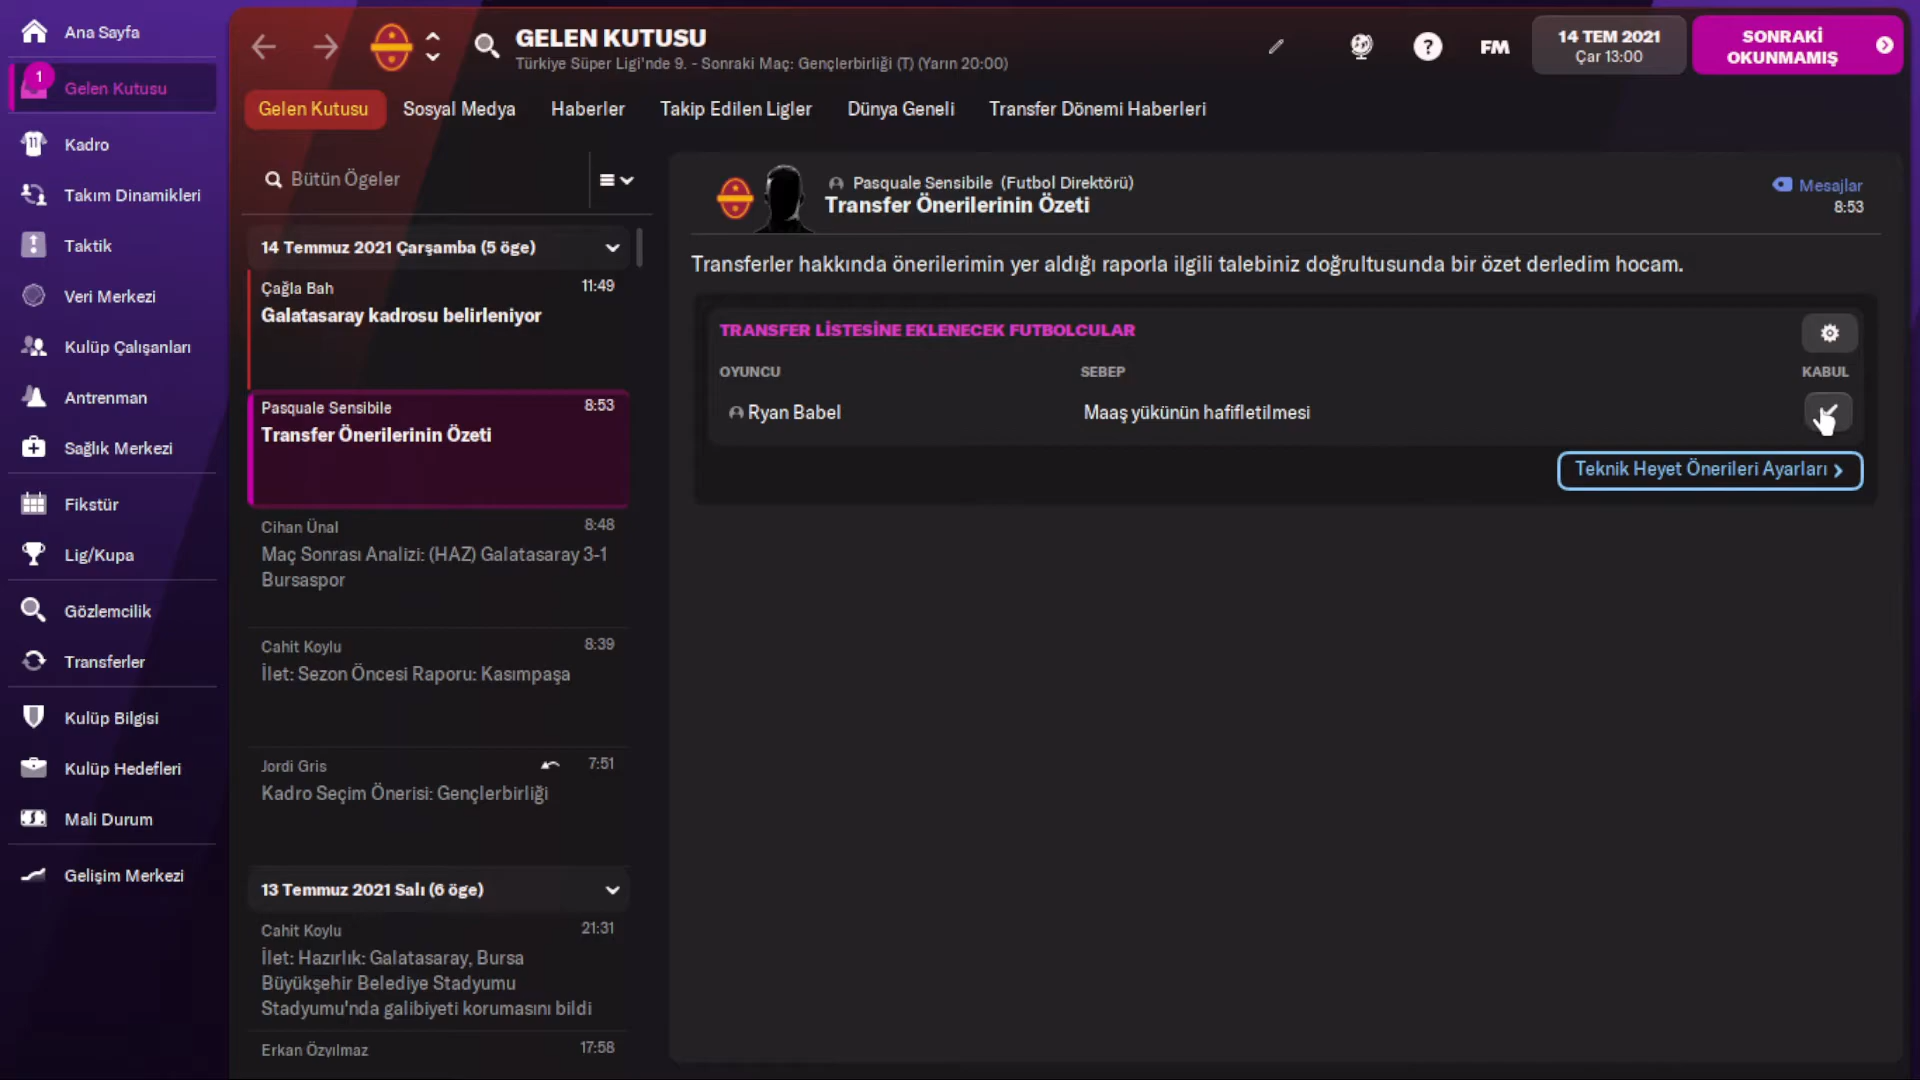 Ana Sayfa
1
Gelen Kutusu
11
Kadro
Takım Dinamikleri
Taktik
Veri Merkezi
Kulüp Çalışanları
Antrenman
Sağlık Merkezi
Fikstür
Lig/Kupa
Gözlemcilik
Transferler
Kulüp Bilgisi
Kulüp Hedefleri
Mali Durum
Gelişim Merkezi
GELEN KUTUSU
Türkiye Süper Ligi'nde 9. - Sonraki Maç: Gençlerbirliği (T) (Yarın 20:00)
?
FM
14 TEM 2021
Çar 13:00
SONRAKİ
OKUNMAMIŞ
Gelen Kutusu
Sosyal Medya
Haberler
Takip Edilen Ligler
Dünya Geneli
Transfer Dönemi Haberleri
Bütün Ögeler
14 Temmuz 2021 Çarşamba (5 öge)
Çağla Bah 11:49
Galatasaray kadrosu belirleniyor
Pasquale Sensibile 8:53
Transfer Önerilerinin Özeti
Cihan Ünal 8:48
Maç Sonrası Analizi: (HAZ) Galatasaray 3-1
Bursaspor
Cahit Koylu 8:39
İlet: Sezon Öncesi Raporu: Kasımpaşa
Jordi Gris 7:51
Kadro Seçim Önerisi: Gençlerbirliği
13 Temmuz 2021 Salı (6 öge)
Cahit Koylu 21:31
İlet: Hazırlık: Galatasaray, Bursa
Büyükşehir Belediye Stadyumu
Stadyumu'nda galibiyeti korumasını bildi
Erkan Özyılmaz 17:58
Pasquale Sensibile (Futbol Direktörü)
Transfer Önerilerinin Özeti
Mesajlar
8:53
Transferler hakkında önerilerimin yer aldığı raporla ilgili talebiniz doğrultusunda bir özet derledim hocam.
TRANSFER LİSTESİNE EKLENECEK FUTBOLCULAR
OYUNCU SEBEP KABUL
Ryan Babel Maaş yükünün hafifletilmesi
Teknik Heyet Önerileri Ayarları